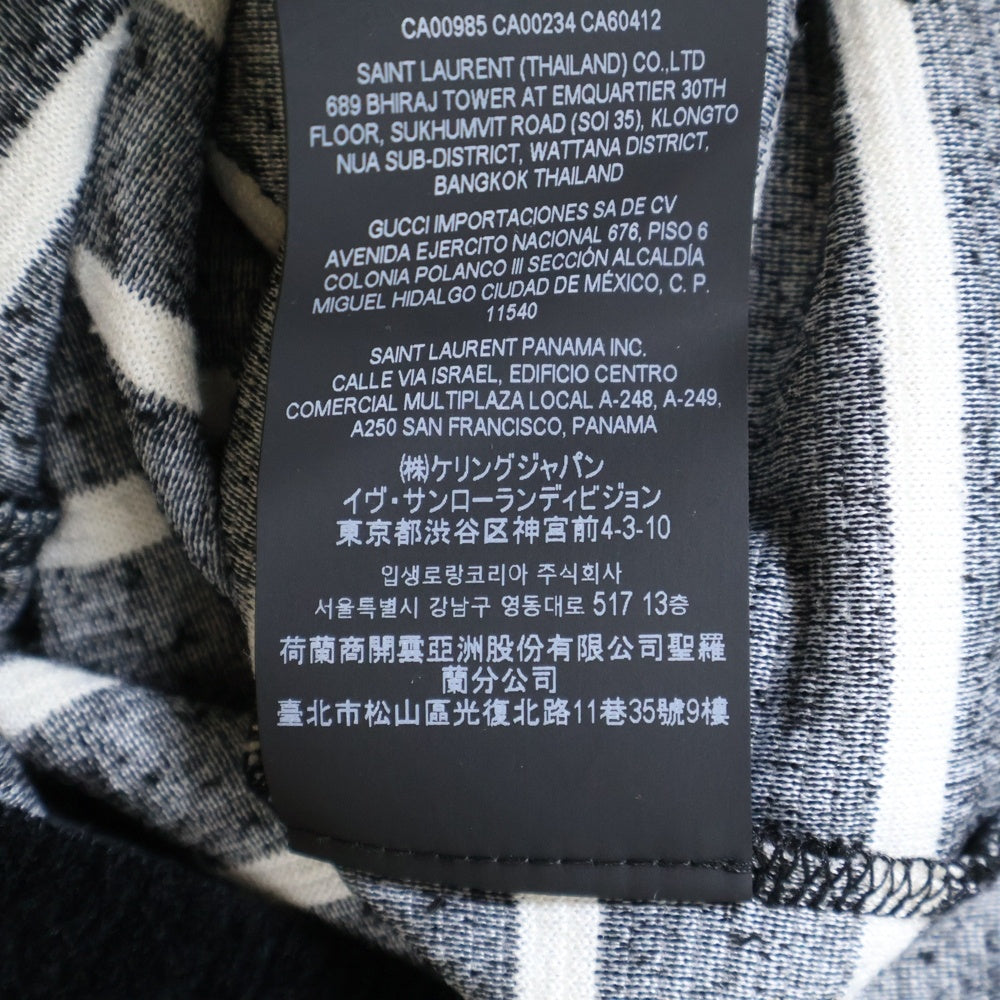 CA00985 CA00234 CA60412
SAINT LAURENT (THAILAND) CO.,LTD
689 BHIRAJ TOWER AT EMQUARTIER 30TH
FLOOR, SUKHUMVIT ROAD (SOI 35), KLONGTO
NUA SUB-DISTRICT, WATTANA DISTRICT,
BANGKOK THAILAND
GUCCI IMPORTACIONES SA DE CV
AVENIDA EJERCITO NACIONAL 676, PISO 6
COLONIA POLANCO III SECCIÓN ALCALDÍA
MIGUEL HIDALGO CIUDAD DE MÉXICO, C. P.
11540
SAINT LAURENT PANAMA INC.
CALLE VIA ISRAEL, EDIFICIO CENTRO
COMERCIAL MULTIPLAZA LOCAL A-248, A-249,
A250 SAN FRANCISCO, PANAMA
㈱ケリングジャパン
イヴ・サンローランディビジョン
東京都渋谷区神宮前4-3-10
입생로랑코리아 주식회사
서울특별시 강남구 영동대로 517 13층
荷蘭商開雲亞洲股份有限公司聖羅
蘭分公司
臺北市松山區光復北路11巷35號9樓